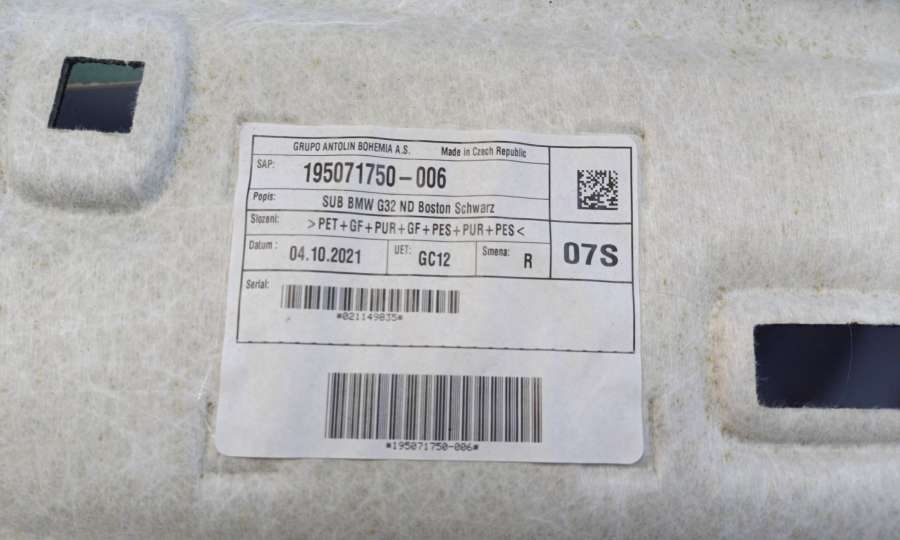 GRUPO ANTOLIN BOHEMIA A.S. Made in Czech Republic
SAP: 195071750-006
Popis: SUB BMW G32 ND Boston Schwarz
Slozeni: >PET+GF+PUR+GF+PES+PUR+PES<
Datum: 04.10.2021 UET: GC12 Smena: R 07S
Serial:
*021149835*
*195071750-006*